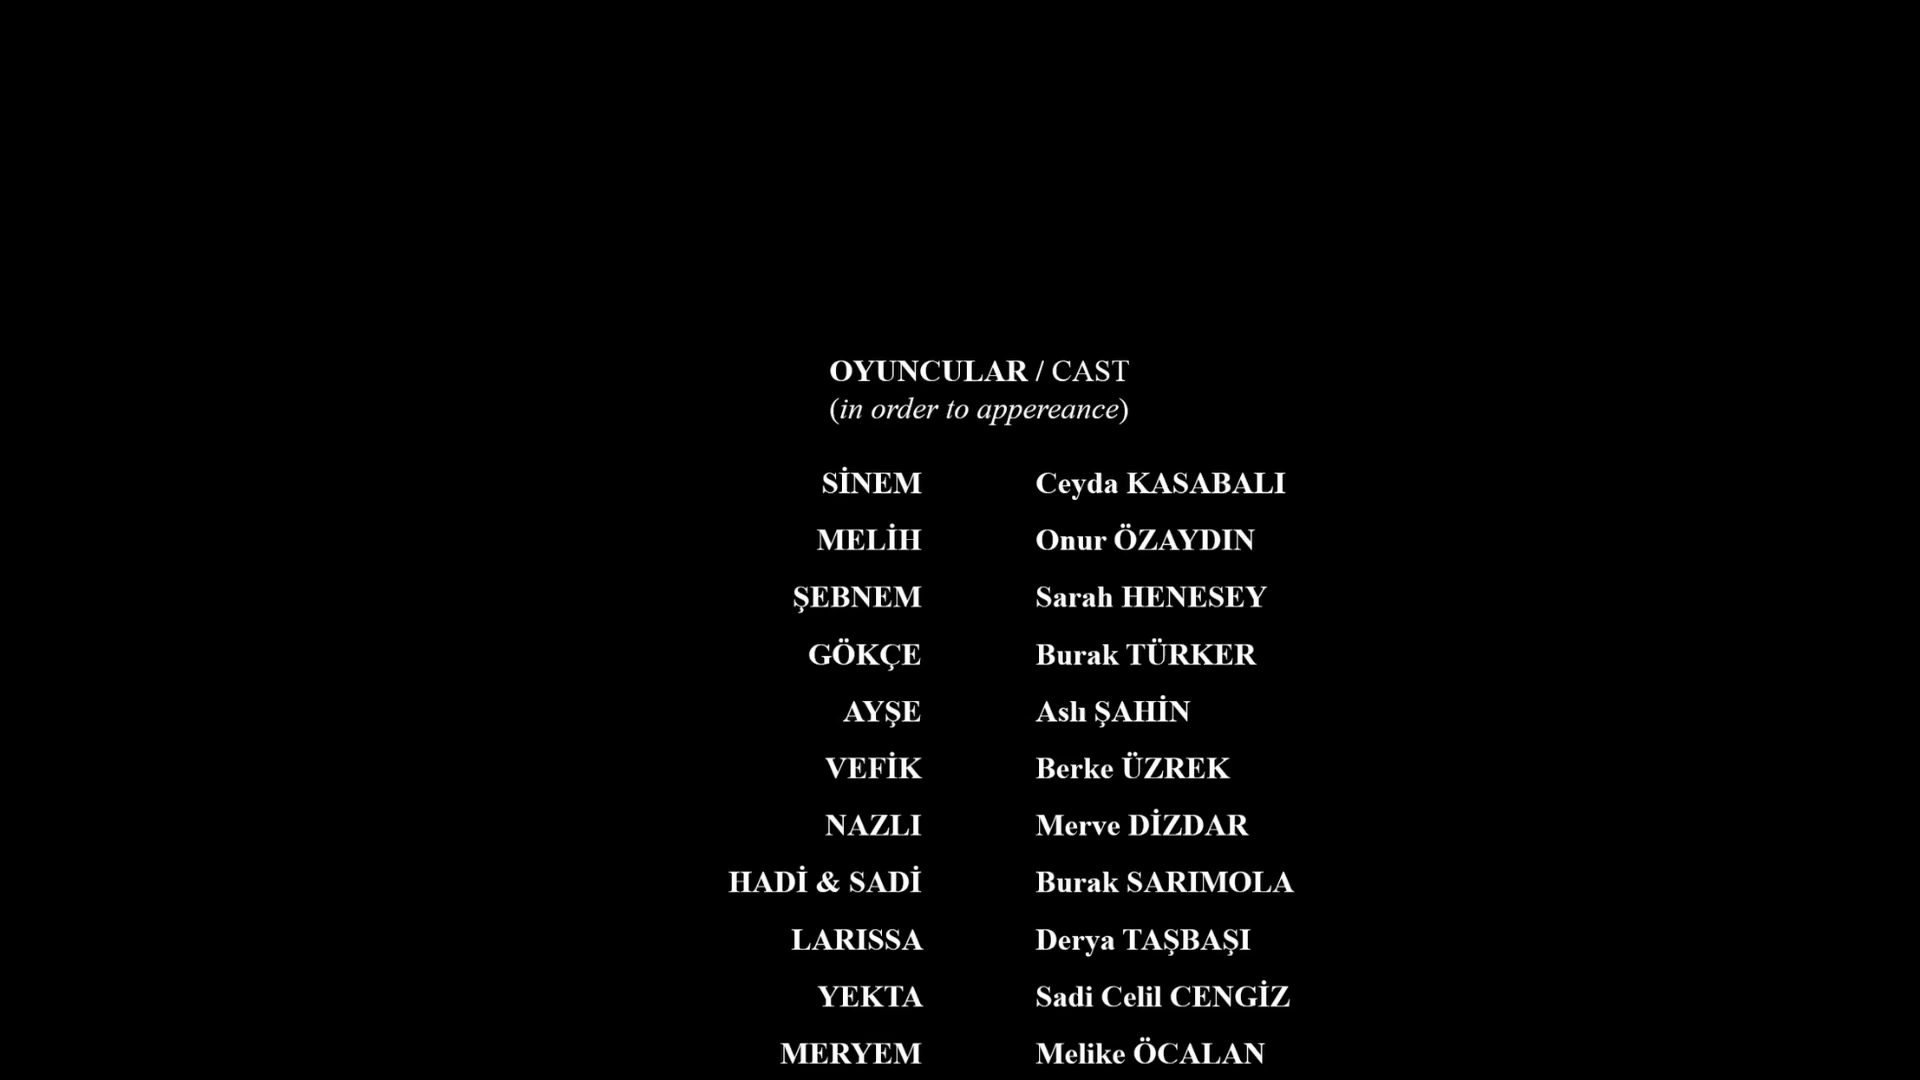 OYUNCULAR / CAST
(in order to appereance)
SİNEM Ceyda KASABALI
MELİH Onur ÖZAYDIN
ŞEBNEM Sarah HENESEY
GÖKÇE Burak TÜRKER
AYŞE Aslı ŞAHİN
VEFİK Berke ÜZREK
NAZLI Merve DİZDAR
HADİ & SADİ Burak SARIMOLA
LARISSA Derya TAŞBAŞI
YEKTA Sadi Celil CENGİZ
MERYEM Melike ÖCALAN